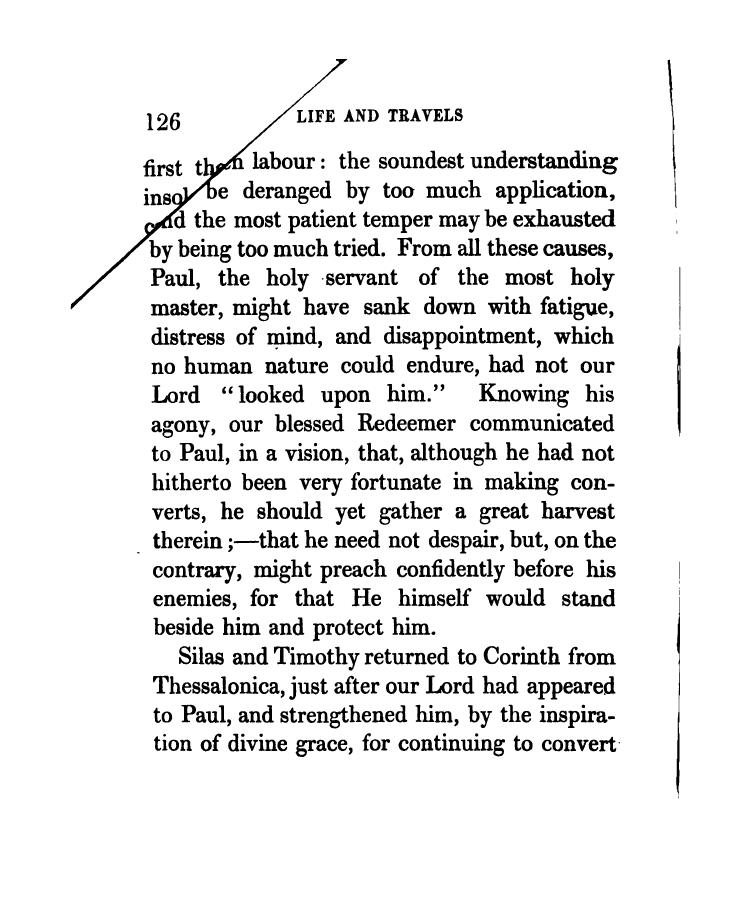 126
LIFE AND TRAVELS
first labour: the soundest understanding
be deranged by too much application,
the most patient temper may be exhausted
by being too much tried. From all these causes,
Paul, the holy servant of the most holy
master, might have sank down with fatigue,
distress of mind, and disappointment, which
no human nature could endure, had not our
Lord “looked upon him.” Knowing his
agony, our blessed Redeemer communicated
to Paul, in a vision, that, although he had not
hitherto been very fortunate in making con-
verts, he should yet gather a great harvest
therein ;—that he need not despair, but, on the
contrary, might preach confidently before his
enemies, for that He himself would stand
beside him and protect him.
Silas and Timothy returned to Corinth from
Thessalonica, just after our Lord had appeared
to Paul, and strengthened him, by the inspira-
tion of divine grace, for continuing to convert